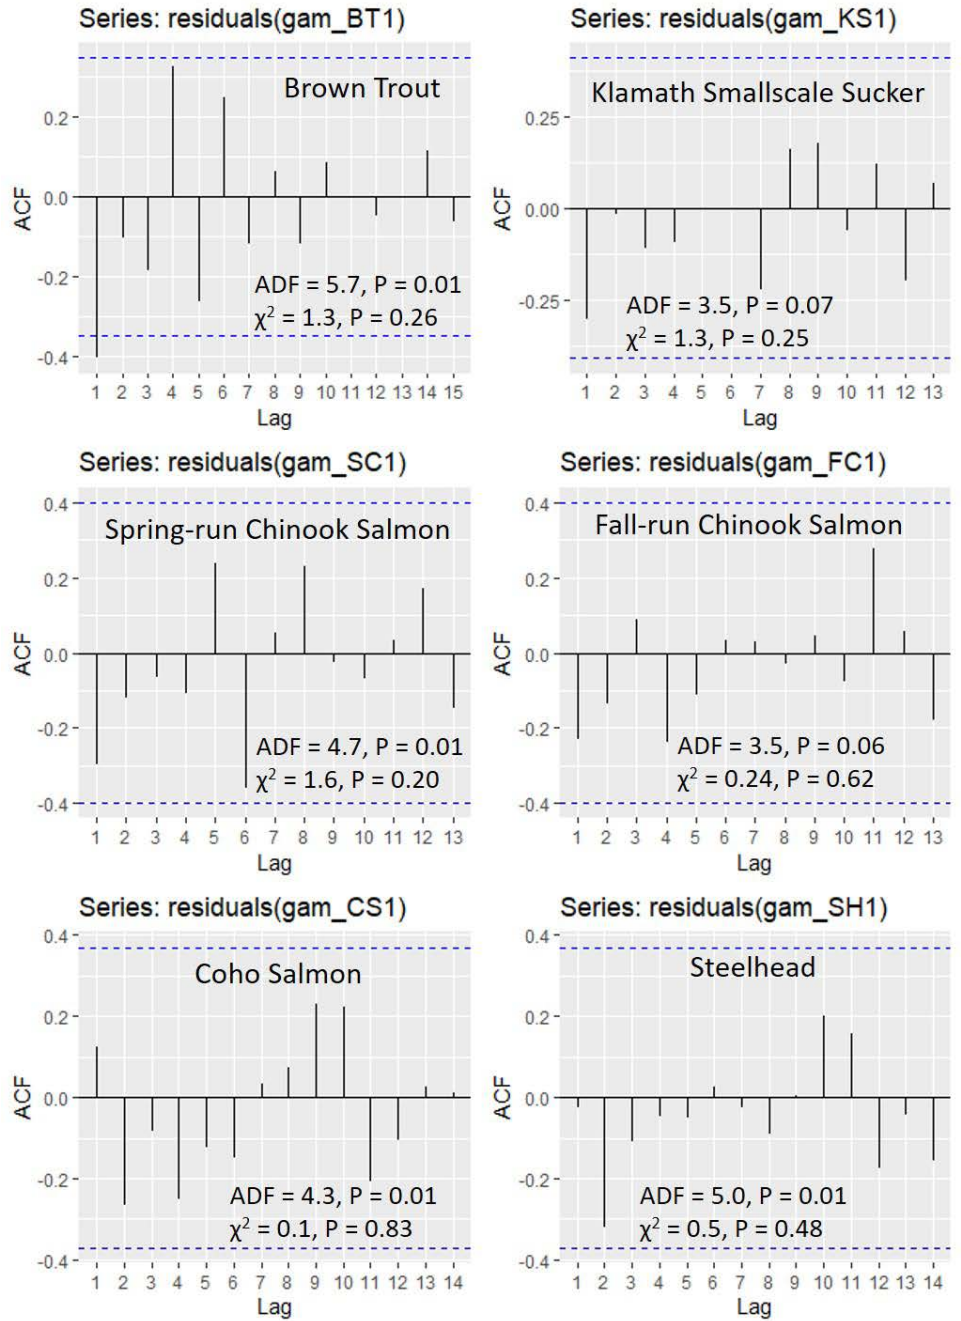 Series: residuals(gam_BT1)
Brown Trout
ACF
0.2
0.0
-0.2
-0.4
ADF = 5.7, P = 0.01
χ² = 1.3, P = 0.26
1 2 3 4 5 6 7 8 9 10 11 12 13 14 15
Lag
Series: residuals(gam_KS1)
Klamath Smallscale Sucker
ACF
0.25
0.00
-0.25
ADF = 3.5, P = 0.07
χ² = 1.3, P = 0.25
1 2 3 4 5 6 7 8 9 10 11 12 13
Lag
Series: residuals(gam_SC1)
0.4
Spring-run Chinook Salmon
ACF
0.2
0.0
-0.2
-0.4
ADF = 4.7, P = 0.01
χ² = 1.6, P = 0.20
1 2 3 4 5 6 7 8 9 10 11 12 13
Lag
Series: residuals(gam_FC1)
0.4
Fall-run Chinook Salmon
ACF
0.2
0.0
-0.2
-0.4
ADF = 3.5, P = 0.06
χ² = 0.24, P = 0.62
1 2 3 4 5 6 7 8 9 10 11 12 13
Lag
Series: residuals(gam_CS1)
0.4
Coho Salmon
ACF
0.2
0.0
-0.2
-0.4
ADF = 4.3, P = 0.01
χ² = 0.1, P = 0.83
1 2 3 4 5 6 7 8 9 10 11 12 13 14
Lag
Series: residuals(gam_SH1)
0.4
Steelhead
ACF
0.2
0.0
-0.2
-0.4
ADF = 5.0, P = 0.01
χ² = 0.5, P = 0.48
1 2 3 4 5 6 7 8 9 10 11 12 13 14
Lag